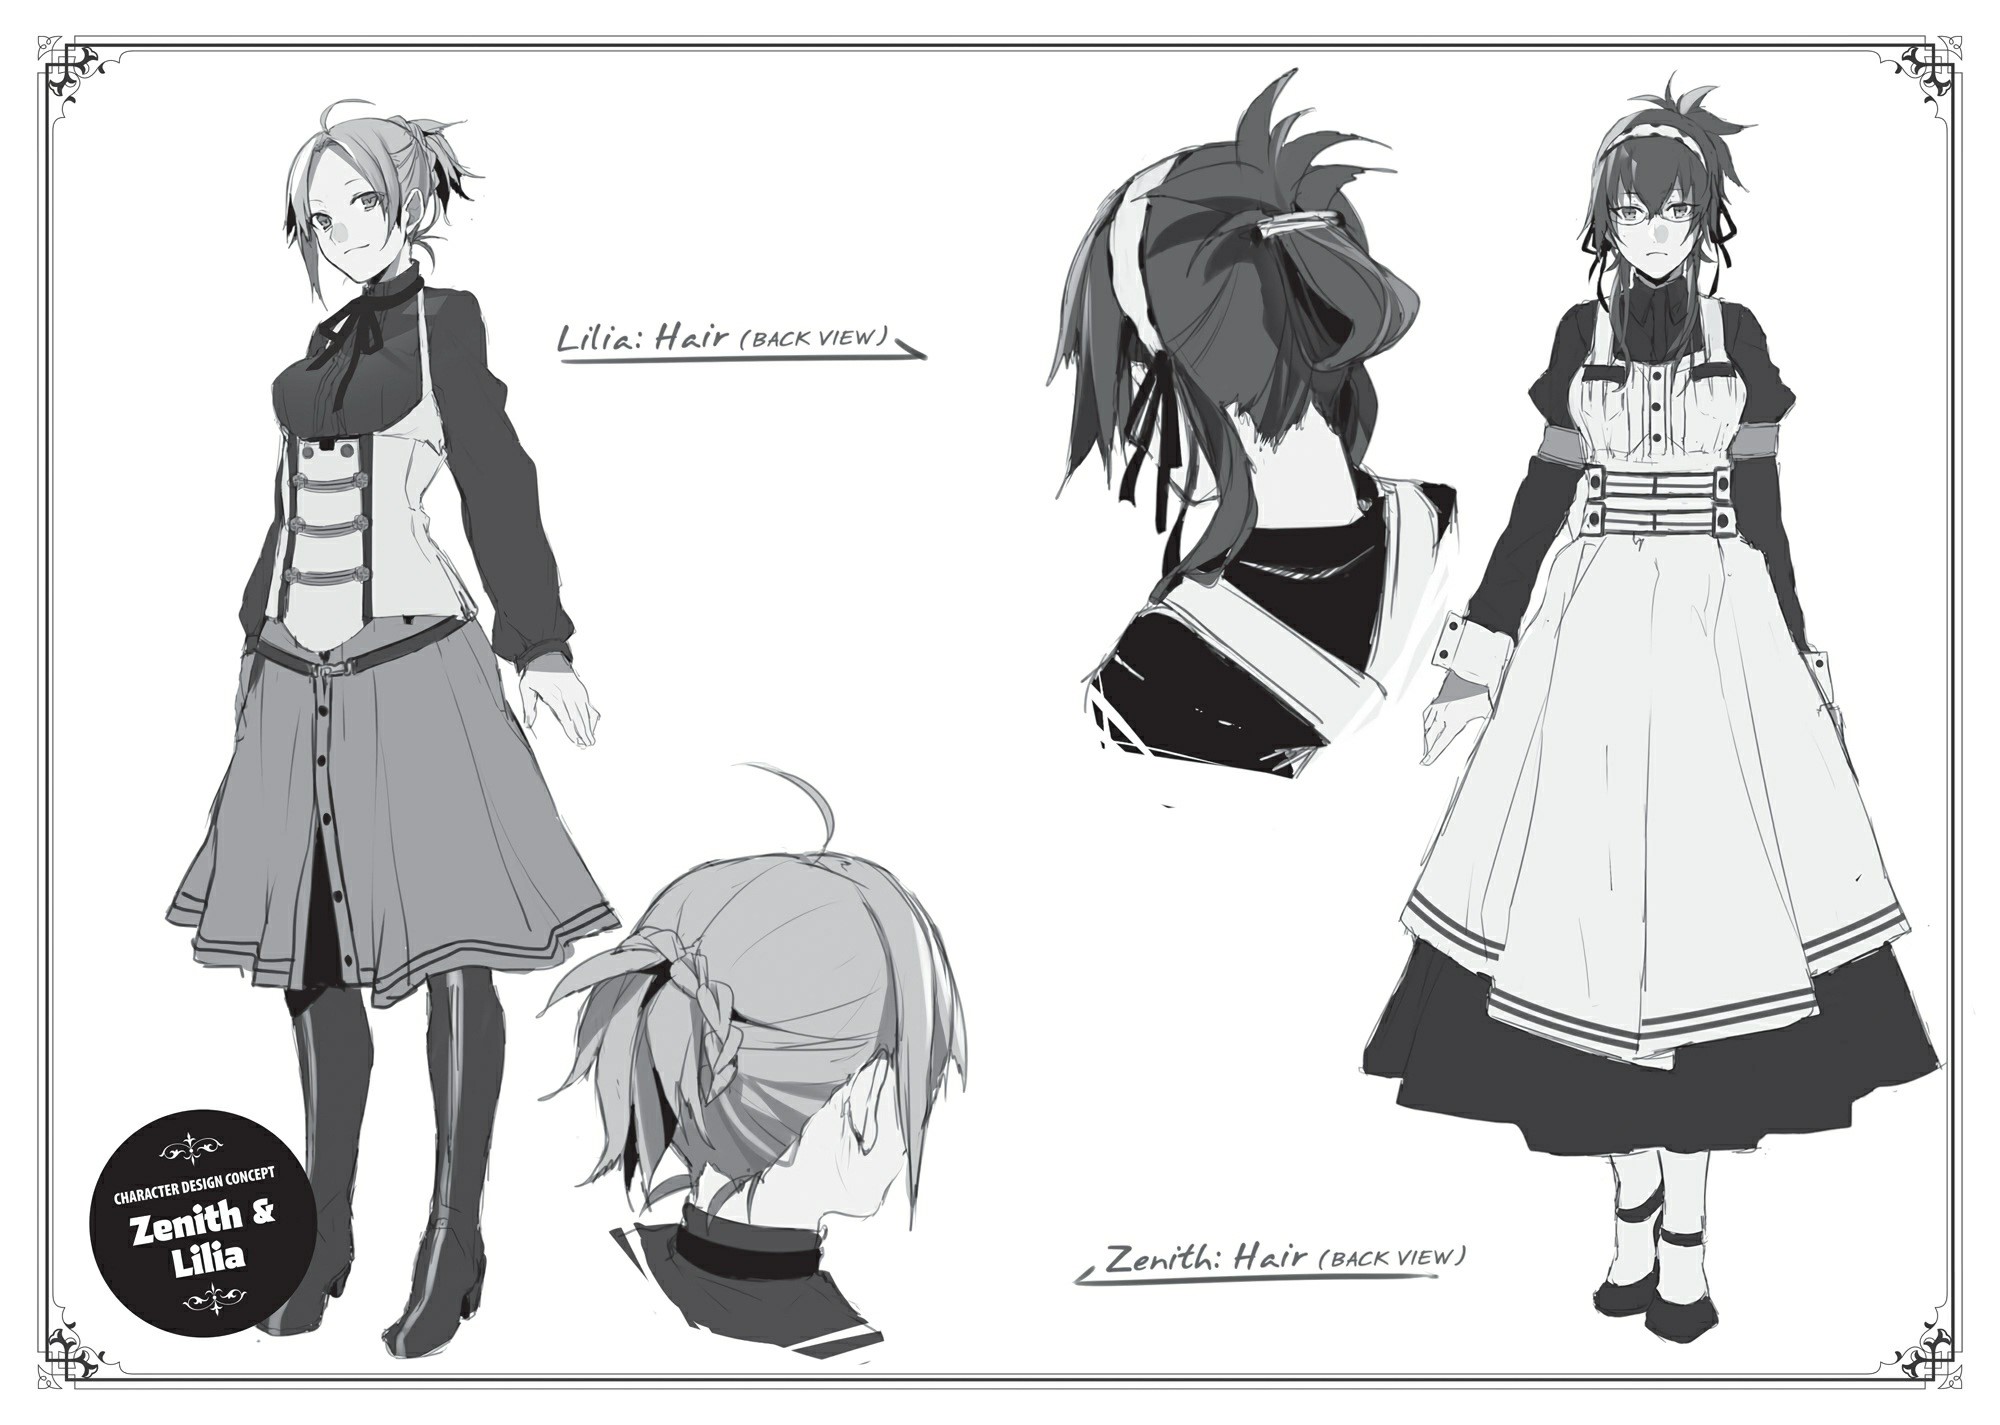 Lilia: Hair (BACK VIEW)
Zenith: Hair (BACK VIEW)
CHARACTER DESIGN CONCEPT
Zenith &
Lilia